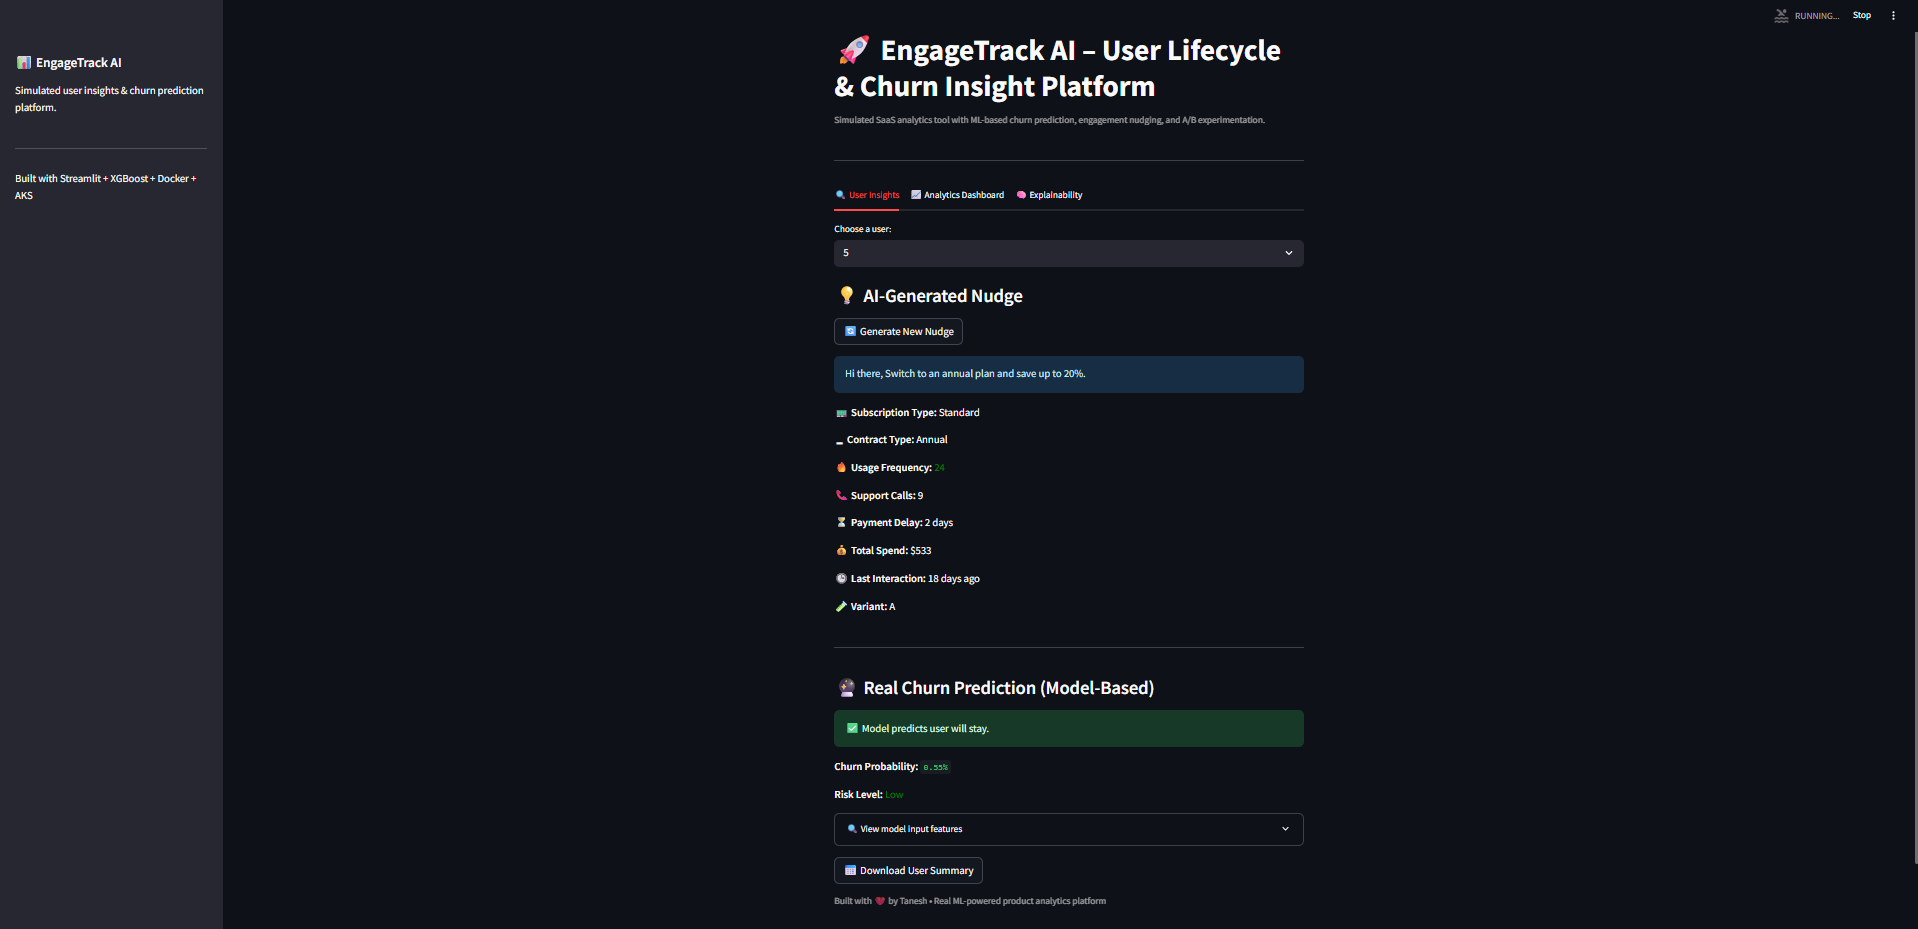 RUNNING...
Stop
EngageTrack AI
Simulated user insights & churn prediction
platform.
Built with Streamlit + XGBoost + Docker +
AKS
🚀 EngageTrack AI – User Lifecycle
& Churn Insight Platform
Simulated SaaS analytics tool with ML-based churn prediction, engagement nudging, and A/B experimentation.
User Insights
Analytics Dashboard
Explainability
Choose a user:
5
AI-Generated Nudge
Generate New Nudge
Hi there, Switch to an annual plan and save up to 20%.
Subscription Type: Standard
Contract Type: Annual
Usage Frequency: 24
Support Calls: 9
Payment Delay: 2 days
Total Spend: $533
Last Interaction: 18 days ago
Variant: A
Real Churn Prediction (Model-Based)
Model predicts user will stay.
Churn Probability: 0.55%
Risk Level: Low
View model input features
Download User Summary
Built with ❤️ by Tanesh • Real ML-powered product analytics platform